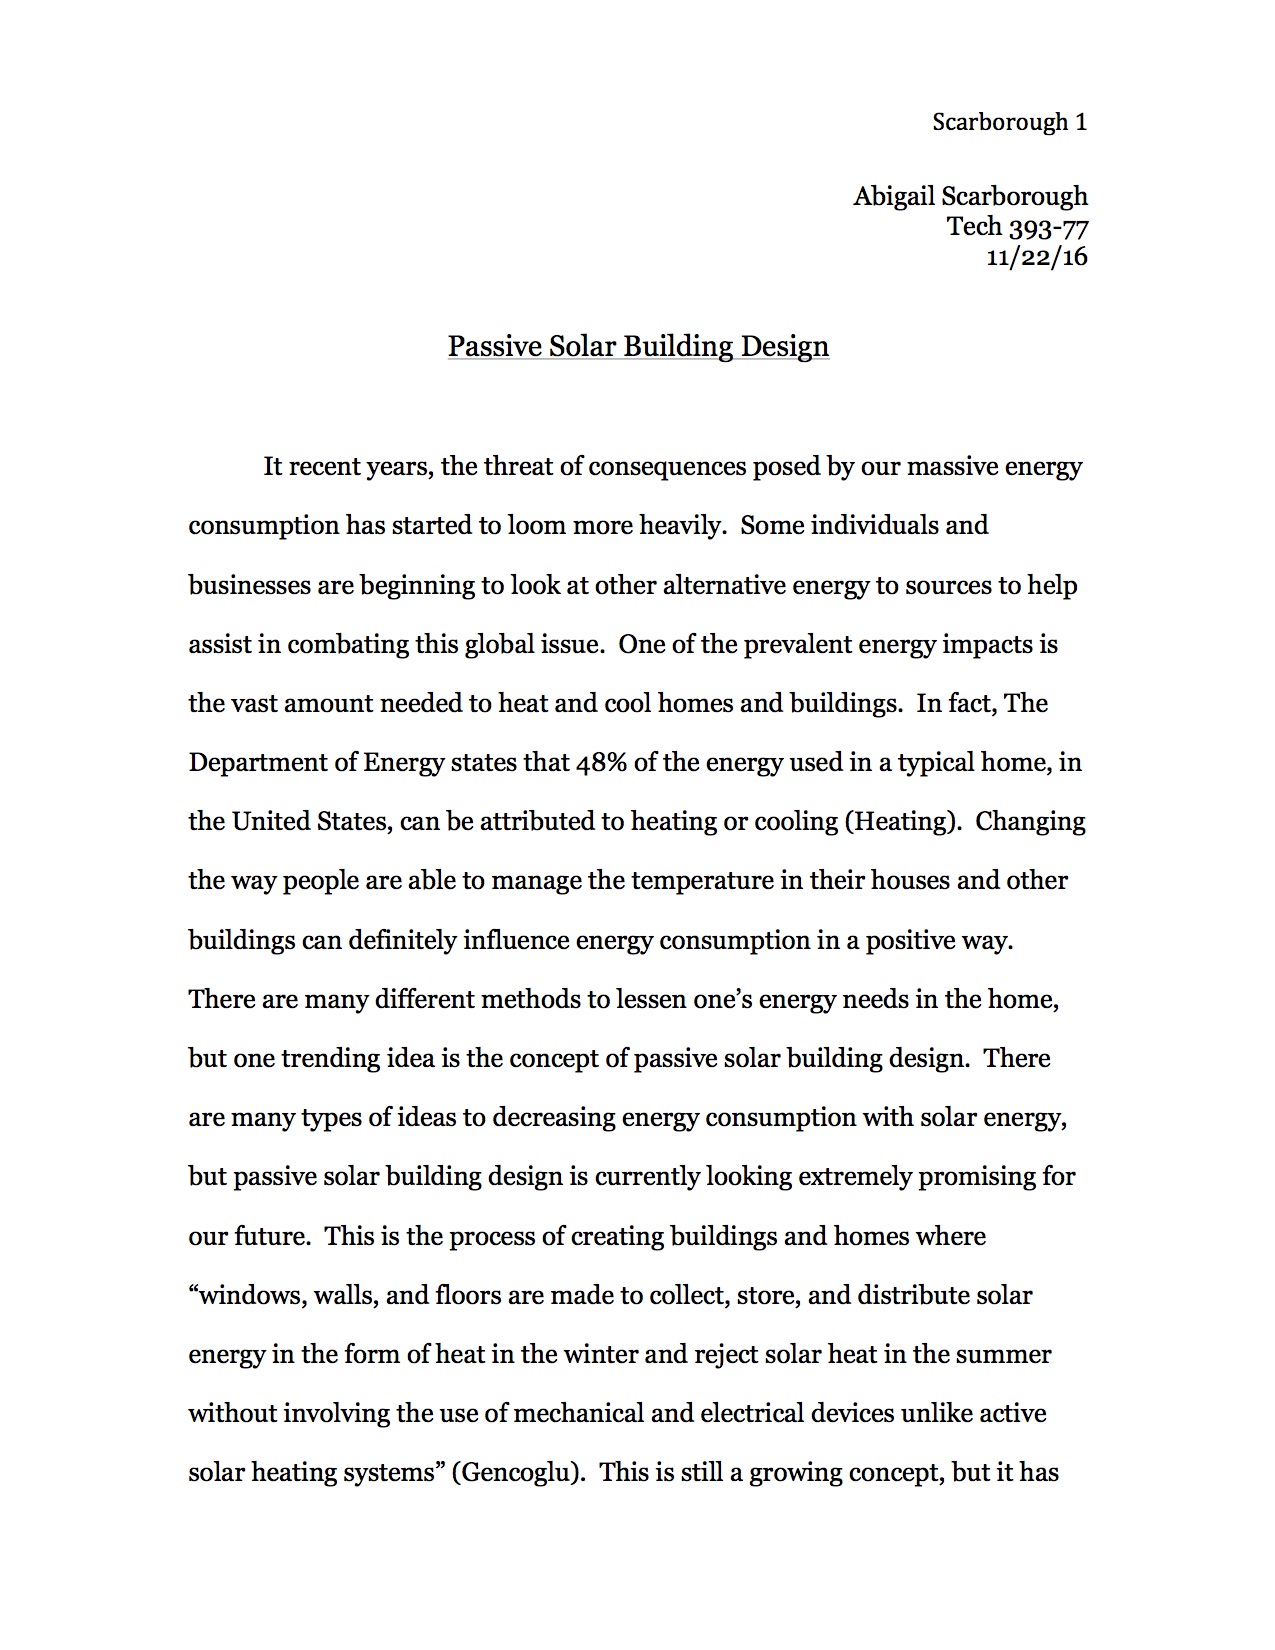 Scarborough 1
Abigail Scarborough
Tech 393-77
11/22/16
Passive Solar Building Design
It recent years, the threat of consequences posed by our massive energy
consumption has started to loom more heavily.  Some individuals and
businesses are beginning to look at other alternative energy to sources to help
assist in combating this global issue.  One of the prevalent energy impacts is
the vast amount needed to heat and cool homes and buildings.  In fact, The
Department of Energy states that 48% of the energy used in a typical home, in
the United States, can be attributed to heating or cooling (Heating).  Changing
the way people are able to manage the temperature in their houses and other
buildings can definitely influence energy consumption in a positive way.
There are many different methods to lessen one’s energy needs in the home,
but one trending idea is the concept of passive solar building design.  There
are many types of ideas to decreasing energy consumption with solar energy,
but passive solar building design is currently looking extremely promising for
our future.  This is the process of creating buildings and homes where
“windows, walls, and floors are made to collect, store, and distribute solar
energy in the form of heat in the winter and reject solar heat in the summer
without involving the use of mechanical and electrical devices unlike active
solar heating systems” (Gencoglu).  This is still a growing concept, but it has